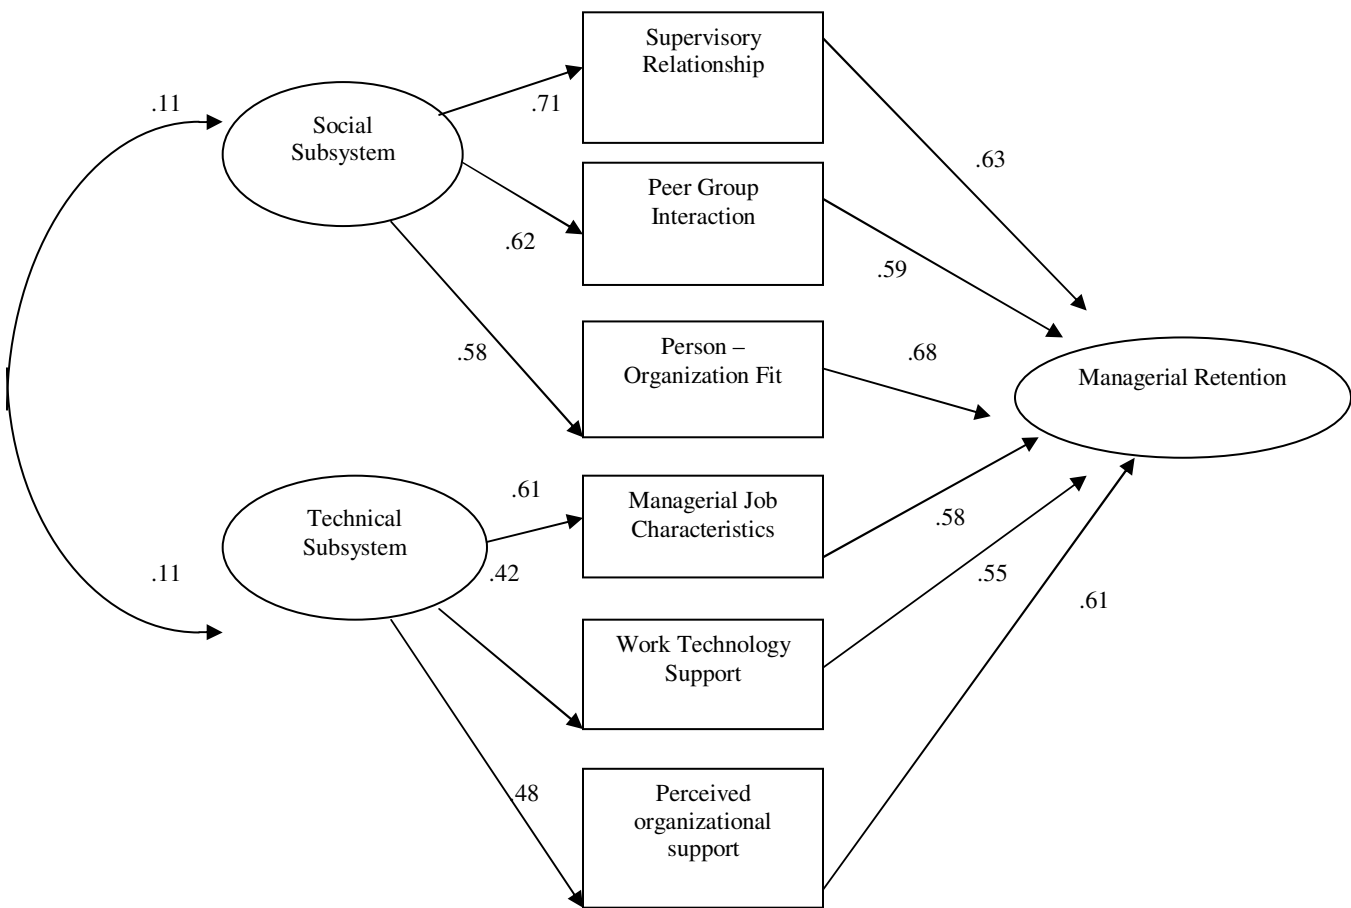 Supervisory
Relationship
.11
.71
Social
Subsystem
.63
Peer Group
Interaction
.62
.59
.58
Person –
Organization Fit
.68
Managerial Retention
.61
Managerial Job
Characteristics
Technical
Subsystem
.58
.11
.42
.55
.61
Work Technology
Support
.48
Perceived
organizational
support